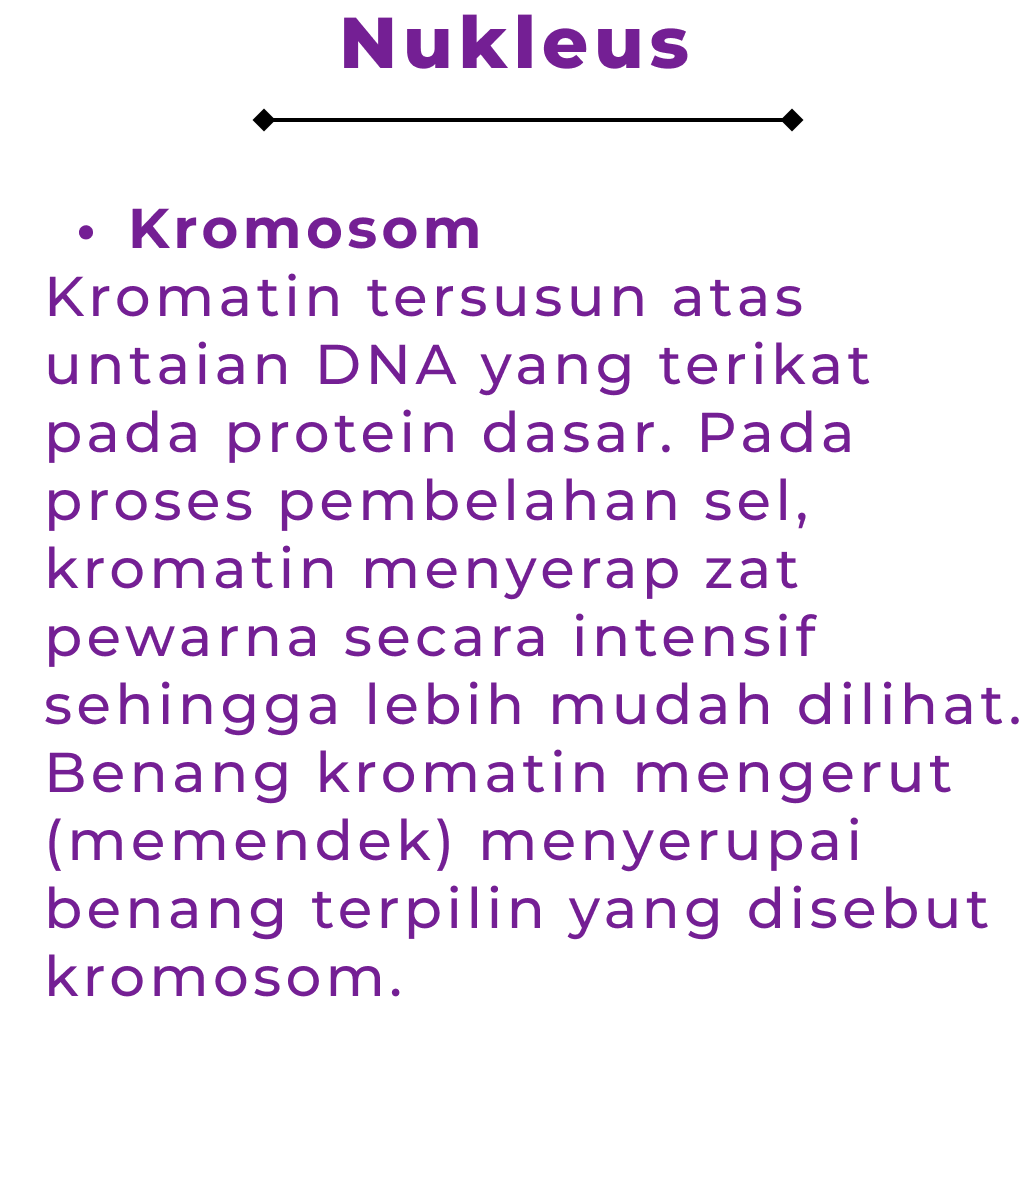 Nukleus
• Kromosom
Kromatin tersusun atas
untaian DNA yang terikat
pada protein dasar. Pada
proses pembelahan sel,
kromatin menyerap zat
pewarna secara intensif
sehingga lebih mudah dilihat.
Benang kromatin mengerut
(memendek) menyerupai
benang terpilin yang disebut
kromosom.